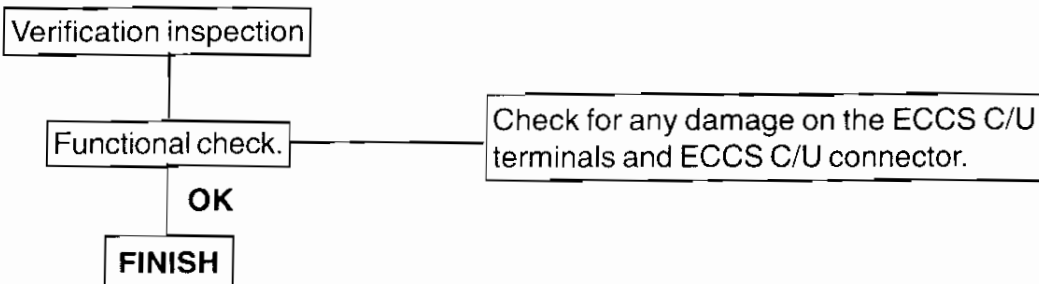 Verification inspection
Functional check.
Check for any damage on the ECCS C/U
terminals and ECCS C/U connector.
OK
FINISH